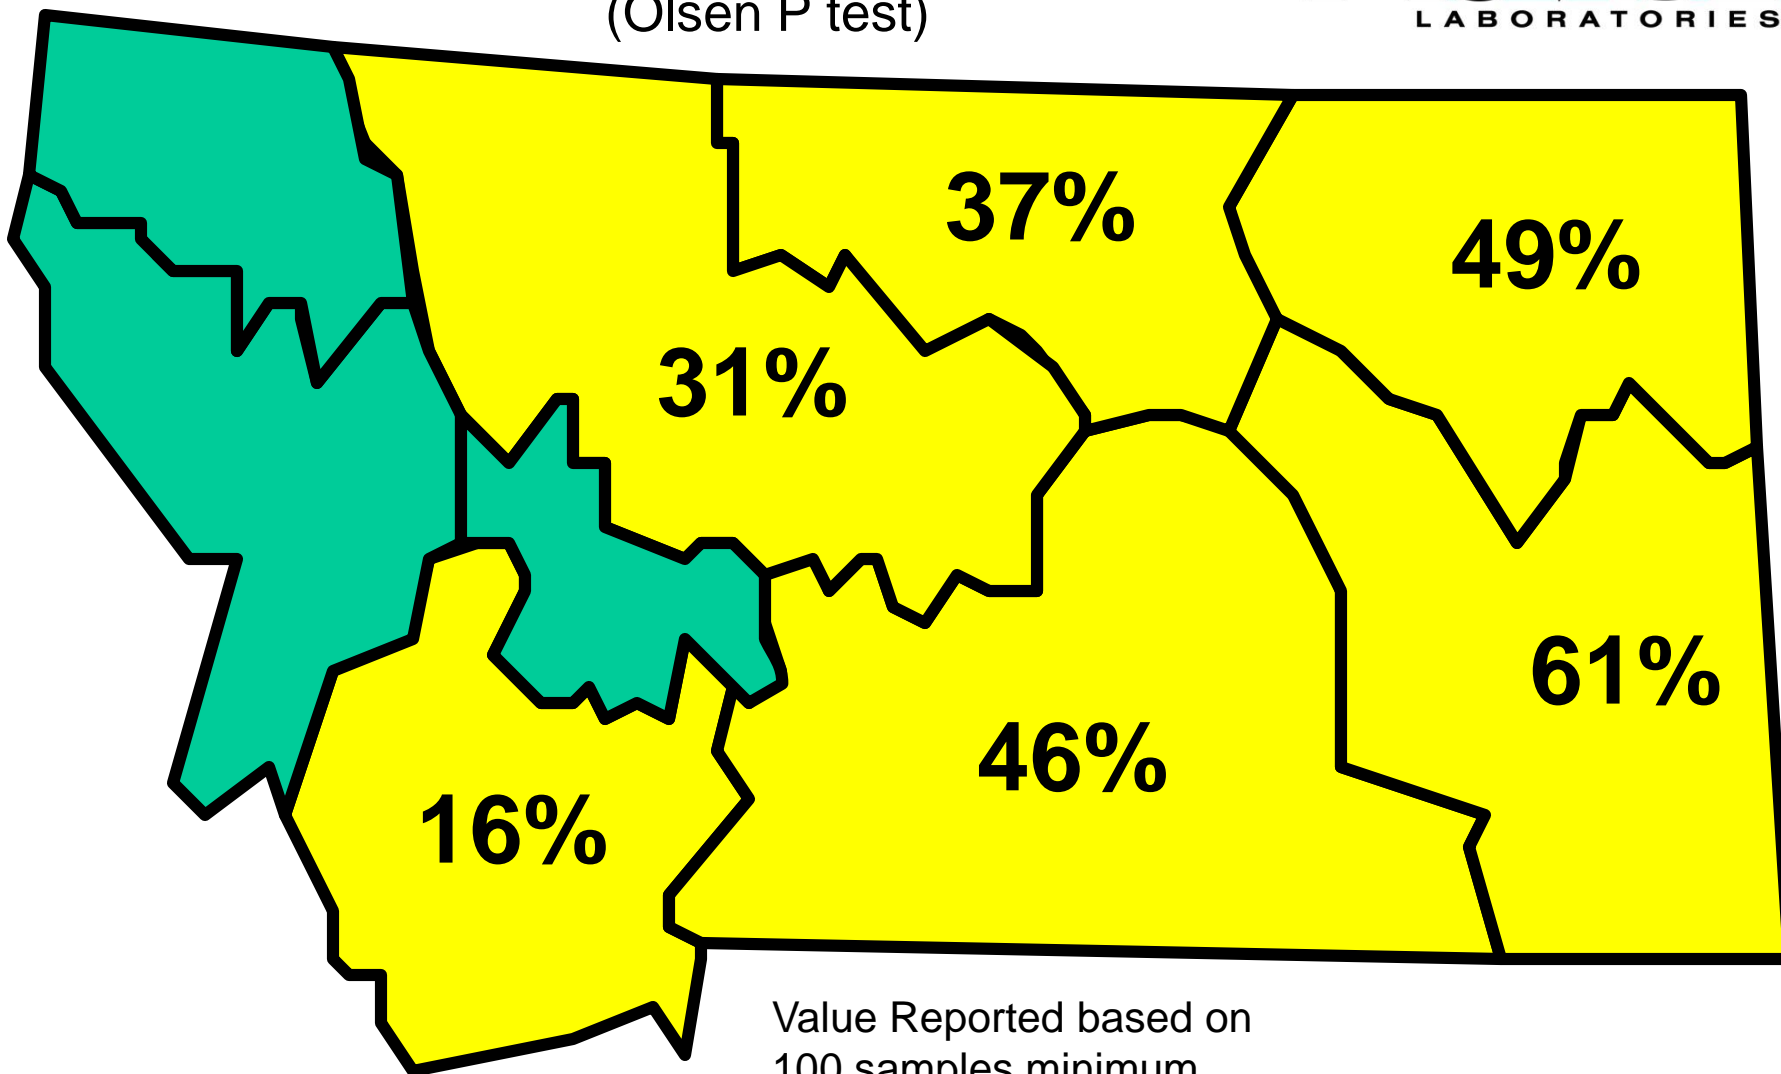 (Olsen P test)
LABORATORIES
37%
49%
31%
61%
46%
16%
Value Reported based on
100 samples minimum